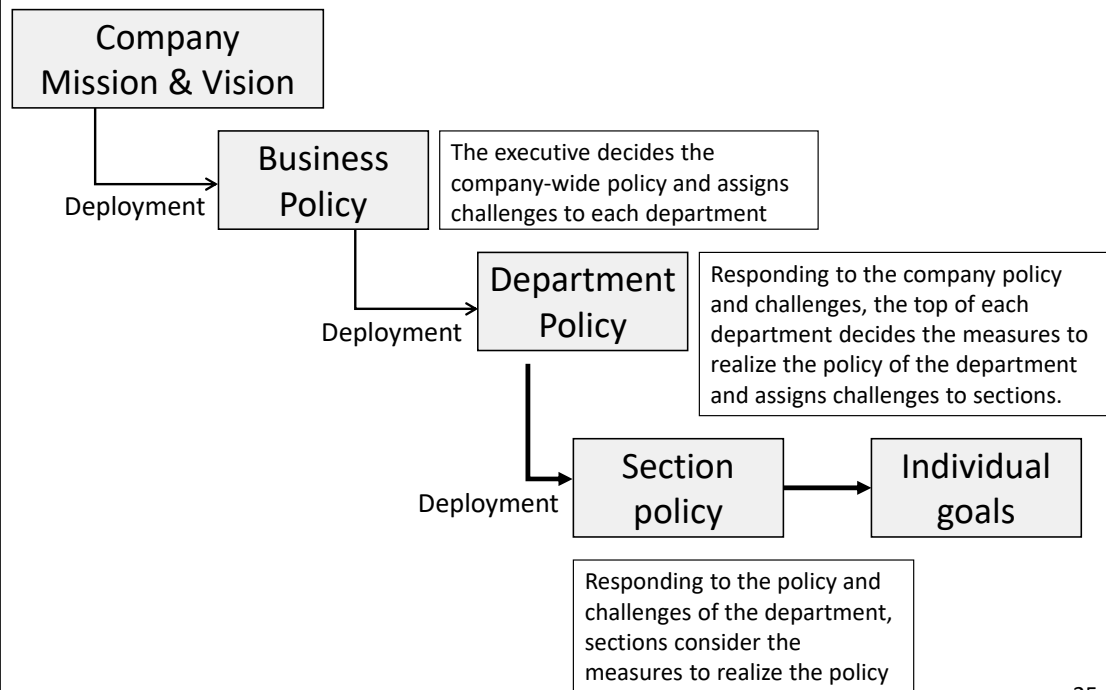 Company
Mission & Vision
Business
Policy
The executive decides the
company-wide policy and assigns
challenges to each department
Deployment
Department
Policy
Responding to the company policy
and challenges, the top of each
department decides the measures to
realize the policy of the department
and assigns challenges to sections.
Deployment
Section
policy
Individual
goals
Deployment
Responding to the policy and
challenges of the department,
sections consider the
measures to realize the policy